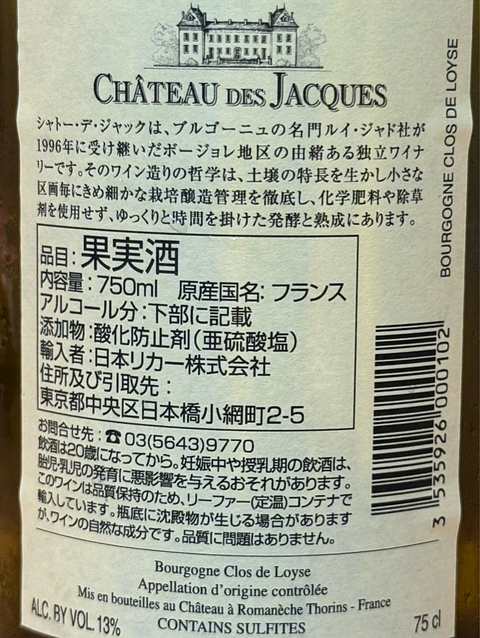 CHÂTEAU DES JACQUES
シャトー・デ・ジャックは、ブルゴーニュの名門ルイ・ジャド社が
1996年に受け継いだボージョレ地区の由緒ある独立ワイナ
リーです。そのワイン造りの哲学は、土壌の特長を生かし小さな
区画毎にきめ細かな栽培醸造管理を徹底し、化学肥料や除草
剤を使用せず、ゆっくりと時間を掛けた発酵と熟成にあります。
品目:果実酒
内容量:750ml 原産国名:フランス
アルコール分:下部に記載
添加物:酸化防止剤(亜硫酸塩)
輸入者:日本リカー株式会社
住所及び引取先:
東京都中央区日本橋小網町2-5
お問合せ先:☎03(5643)9770
飲酒は20歳になってから。妊娠中や授乳期の飲酒は、
胎児・乳児の発育に悪影響を与えるおそれがあります。
このワインは品質保持のため、リーファー(定温)コンテナで
輸入しています。瓶底に沈殿物が生じる場合があります
が、ワインの自然な成分です。品質に問題はありません。
Bourgogne Clos de Loyse
Appellation d'origine contrôlée
Mis en bouteilles au Château à Romanèche Thorins - France
ALC. BY VOL. 13%
CONTAINS SULFITES
75 cl
BOURGOGNE CLOS DE LOYSE
3 535926 000102